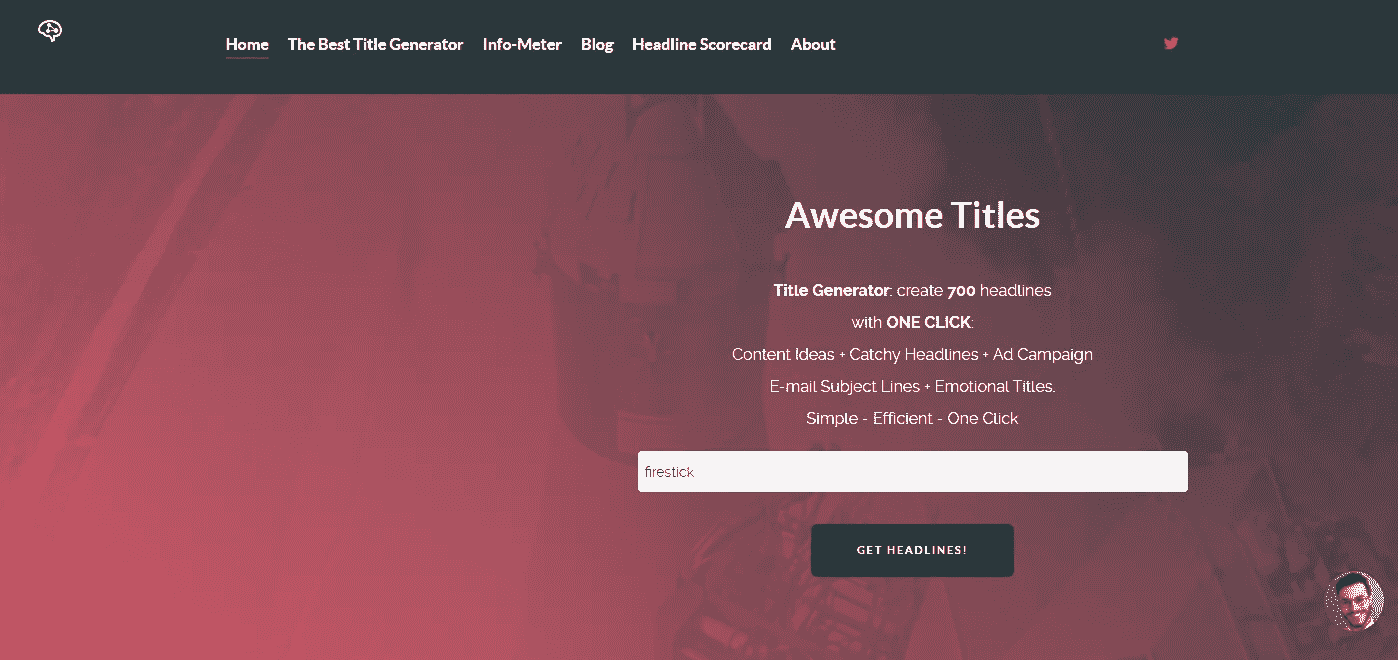 Home The Best Title Generator Info-Meter Blog Headline Scorecard About
Awesome Titles
Title Generator: create 700 headlines
with ONE CLiCK:
Content Ideas + Catchy Headlines + Ad Campaign
E-mail Subject Lines + Emotional Titles.
Simple - Efficient - One Click
firestick
GET HEADLINES!